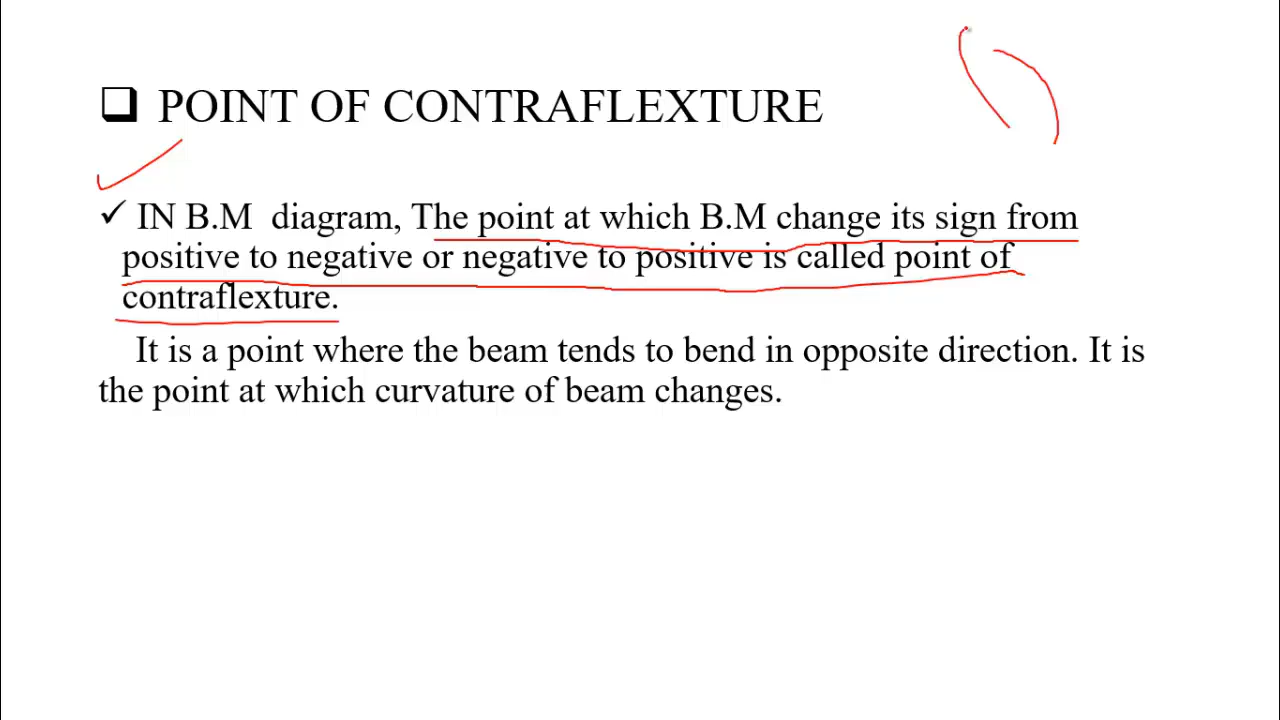 POINT OF CONTRAFLEXTURE
IN B.M diagram, The point at which B.M change its sign from
positive to negative or negative to positive is called point of
contraflexture.
It is a point where the beam tends to bend in opposite direction. It is
the point at which curvature of beam changes.